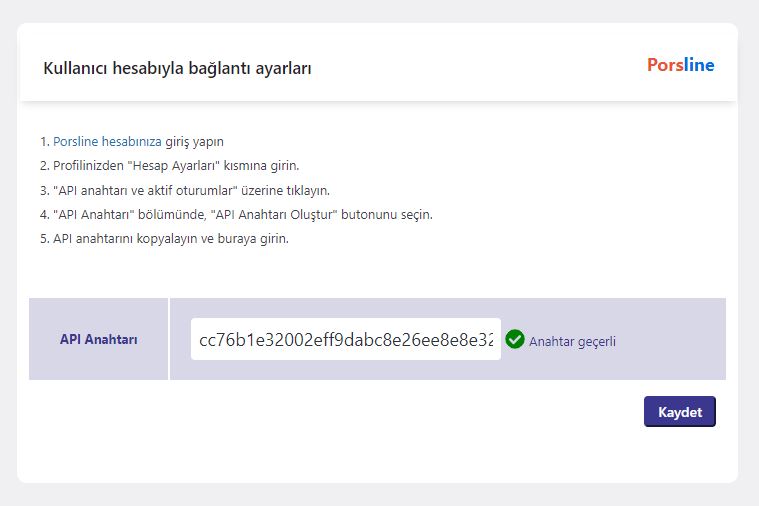 Kullanıcı hesabıyla bağlantı ayarları
Porsline
1. Porsline hesabınıza giriş yapın
2. Profilinizden "Hesap Ayarları" kısmına girin.
3. "API anahtarı ve aktif oturumlar" üzerine tıklayın.
4. "API Anahtarı" bölümünde, "API Anahtarı Oluştur" butonunu seçin.
5. API anahtarını kopyalayın ve buraya girin.
API Anahtarı
cc76b1e32002eff9dabc8e26ee8e8e32
Anahtar geçerli
Kaydet